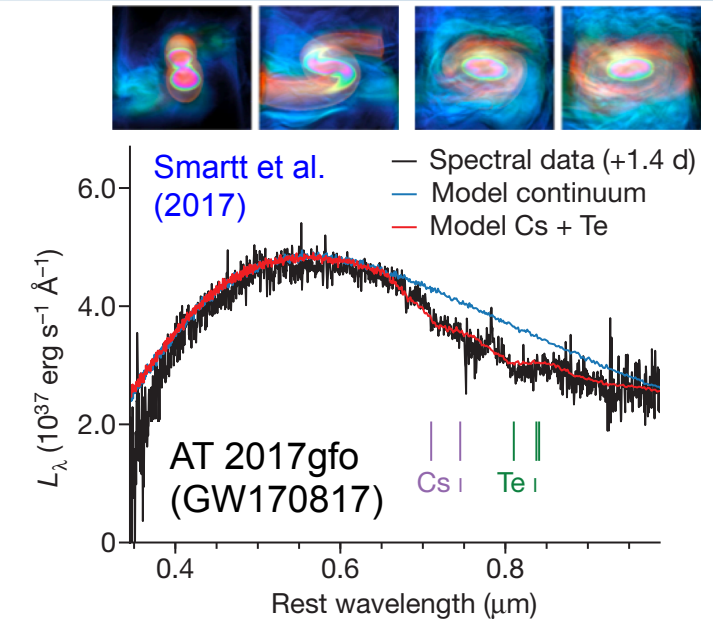 Smartt et al.
(2017)
Spectral data (+1.4 d)
Model continuum
Model Cs + Te
6.0
4.0
2.0
0
L_λ (10³⁷ erg s⁻¹ Å⁻¹)
AT 2017gfo
(GW170817)
Cs I
Te I
0.4
0.6
0.8
Rest wavelength (μm)